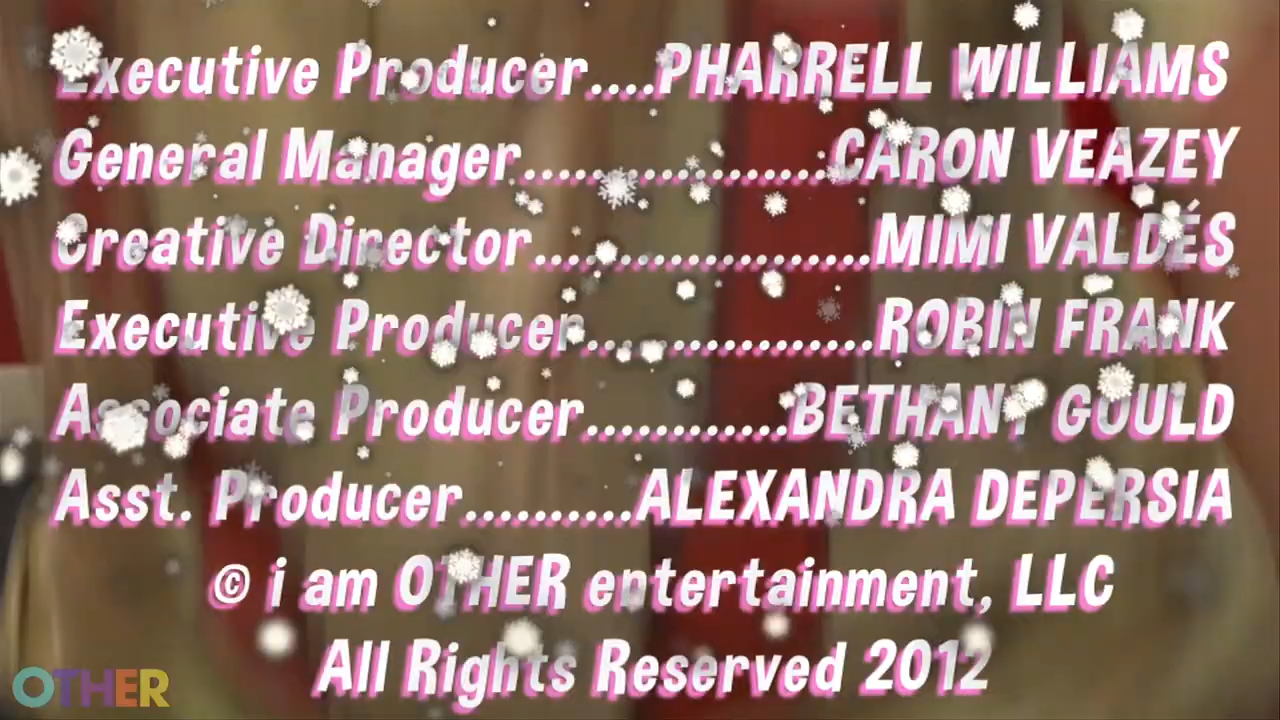 Executive Producer....PHARRELL WILLIAMS
General Manager..................CARON VEAZEY
Creative Director....................MIMI VALDÉS
Executive Producer.................ROBIN FRANK
Associate Producer............BETHANY GOULD
Asst. Producer..........ALEXANDRA DEPERSIA
© i am OTHER entertainment, LLC
All Rights Reserved 2012
OTHER